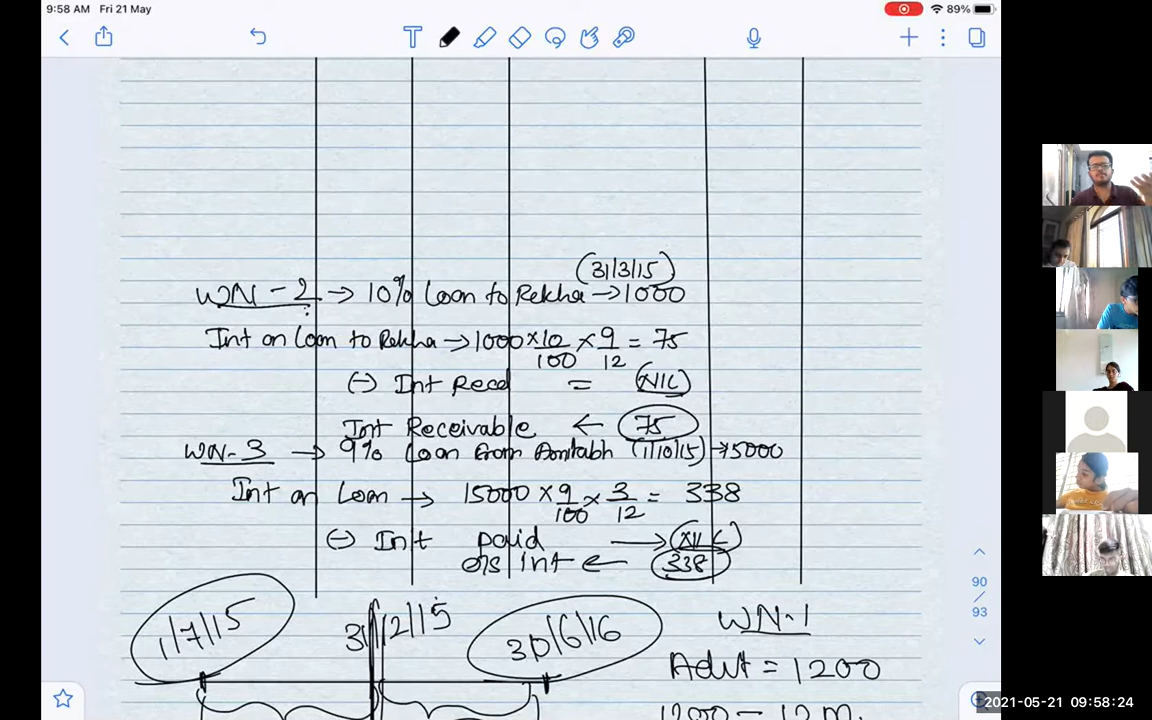 9:58 AM Fri 21 May
89%
(31/3/15)
WN-2 → 10% Loan to Rekha → 1000
Int on Loan to Rekha → 1000 × 10/100 × 9/12 = 75
(-) Int Recd = (NIL)
Int Receivable ← 75
WN-3 → 9% Loan from Amitabh (1/10/15) → 5000
Int on Loan → 15000 × 9/100 × 3/12 = 338
(-) Int paid → (NIL)
o/s Int ← 338
1/7/15 31/12/15 30/6/16 WN-1
Advt = 1200
1200 - 12 m.
90
/
93
2021-05-21 09:58:24